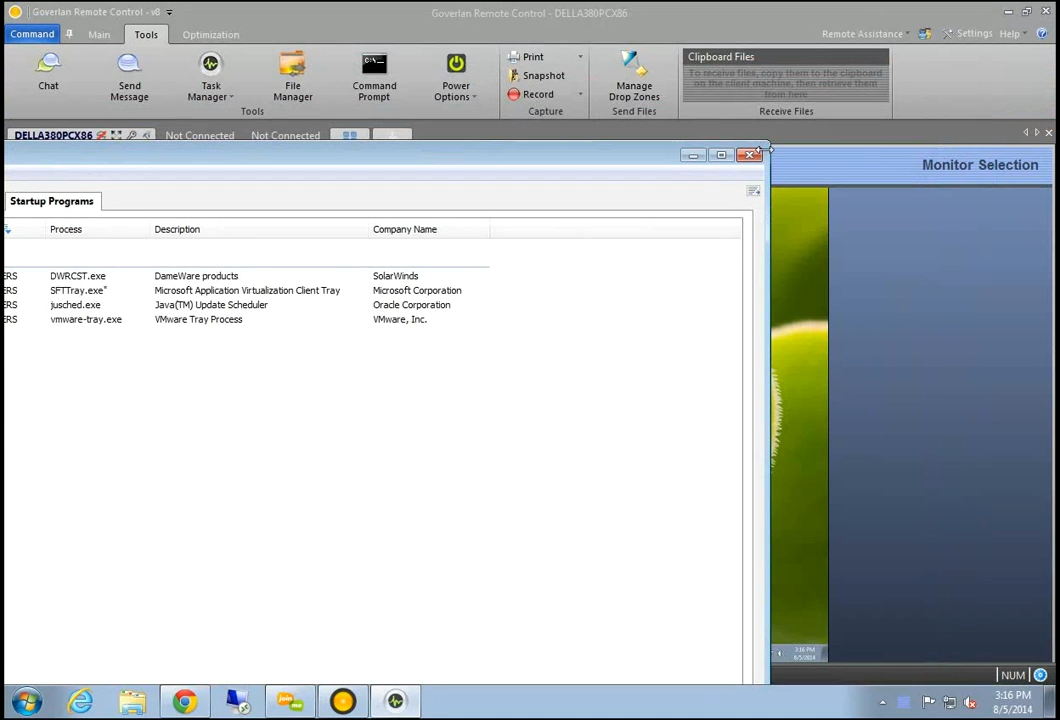 Goverlan Remote Control - v8
Goverlan Remote Control - DELLA380PCX86
Command
Main
Tools
Optimization
Remote Assistance
Settings
Help
Chat
Send
Message
Task
Manager
File
Manager
Command
Prompt
Power
Options
Tools
Print
Snapshot
Record
Capture
Manage
Drop Zones
Send Files
Clipboard Files
To receive files, copy them to the clipboard
on the client machine, then retrieve them
from here.
Receive Files
DELLA380PCX86
Not Connected
Not Connected
Monitor Selection
Startup Programs
Process Description Company Name
ERS DWRCST.exe DameWare products SolarWinds
ERS SFTTray.exe" Microsoft Application Virtualization Client Tray Microsoft Corporation
ERS jusched.exe Java(TM) Update Scheduler Oracle Corporation
ERS vmware-tray.exe VMware Tray Process VMware, Inc.
3:16 PM
8/5/2014
NUM
3:16 PM
8/5/2014